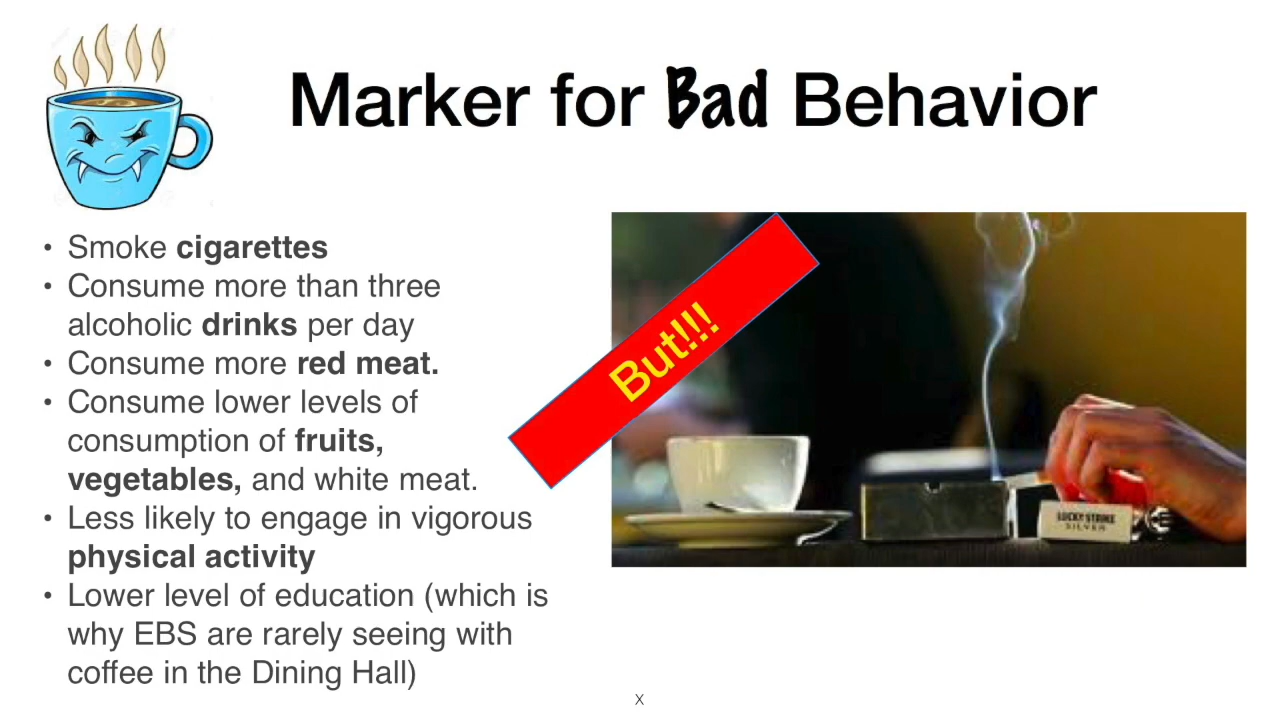 Marker for Bad Behavior
• Smoke cigarettes
• Consume more than three
alcoholic drinks per day
• Consume more red meat.
• Consume lower levels of
consumption of fruits,
vegetables, and white meat.
• Less likely to engage in vigorous
physical activity
• Lower level of education (which is
why EBS are rarely seeing with
coffee in the Dining Hall)
But!!!
LUCKY STRIKE
SILVER
X